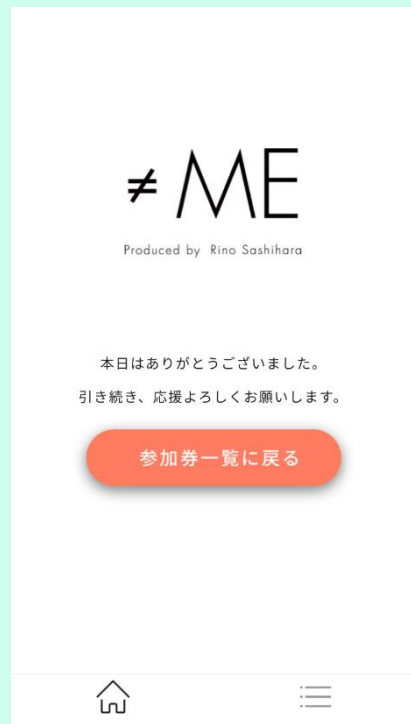 ≠ME
Produced by Rino Sashihara
本日はありがとうございました。
引き続き、応援よろしくお願いします。
参加券一覧に戻る